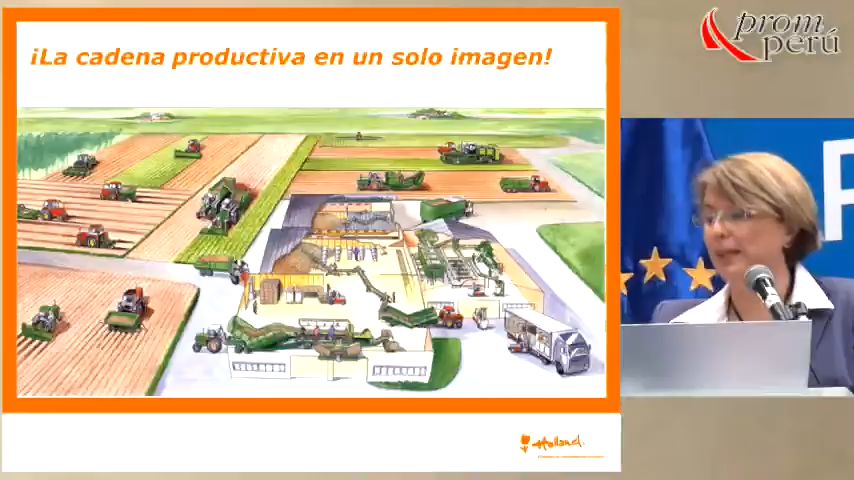 ¡La cadena productiva en un solo imagen!
prom
perú
P
Holland.